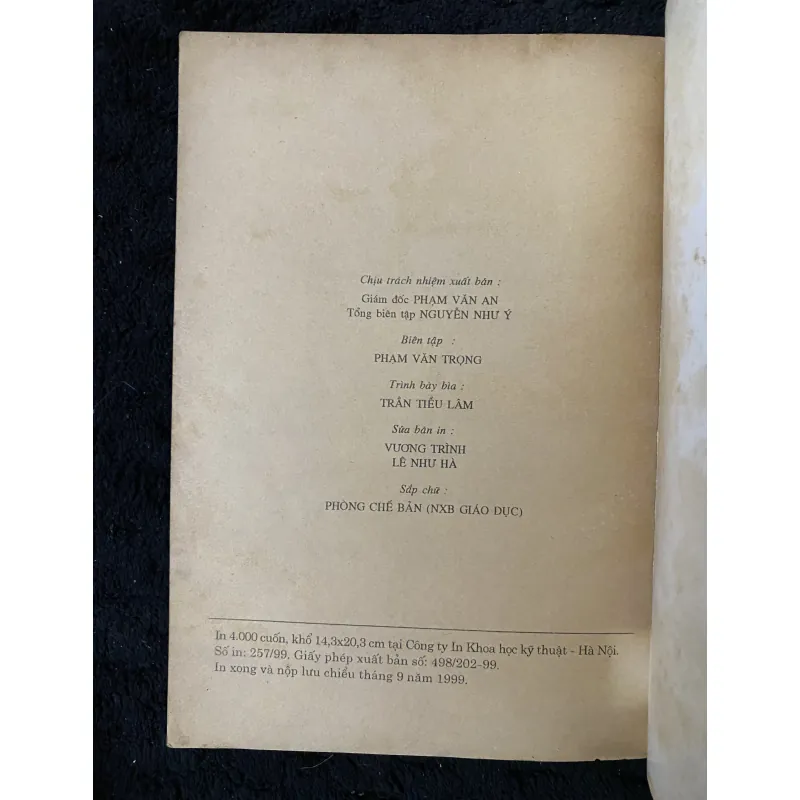 Chịu trách nhiệm xuất bản :
Giám đốc PHẠM VĂN AN
Tổng biên tập NGUYỄN NHƯ Ý
Biên tập :
PHẠM VĂN TRỌNG
Trình bày bìa :
TRẦN TIỂU LÂM
Sửa bản in :
VƯƠNG TRÌNH
LÊ NHƯ HÀ
Sắp chữ :
PHÒNG CHẾ BẢN (NXB GIÁO DỤC)
In 4.000 cuốn, khổ 14,3x20,3 cm tại Công ty In Khoa học kỹ thuật - Hà Nội.
Số in: 257/99. Giấy phép xuất bản số: 498/202-99.
In xong và nộp lưu chiểu tháng 9 năm 1999.